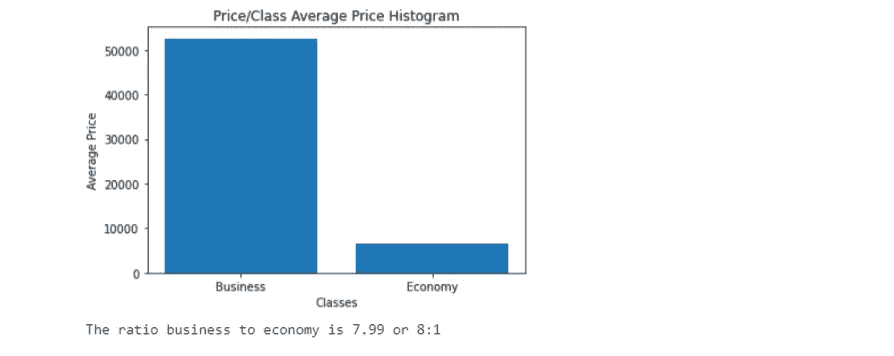 Price/Class Average Price Histogram
50000
40000
30000
20000
10000
0
Average Price
Business Economy
Classes
The ratio business to economy is 7.99 or 8:1